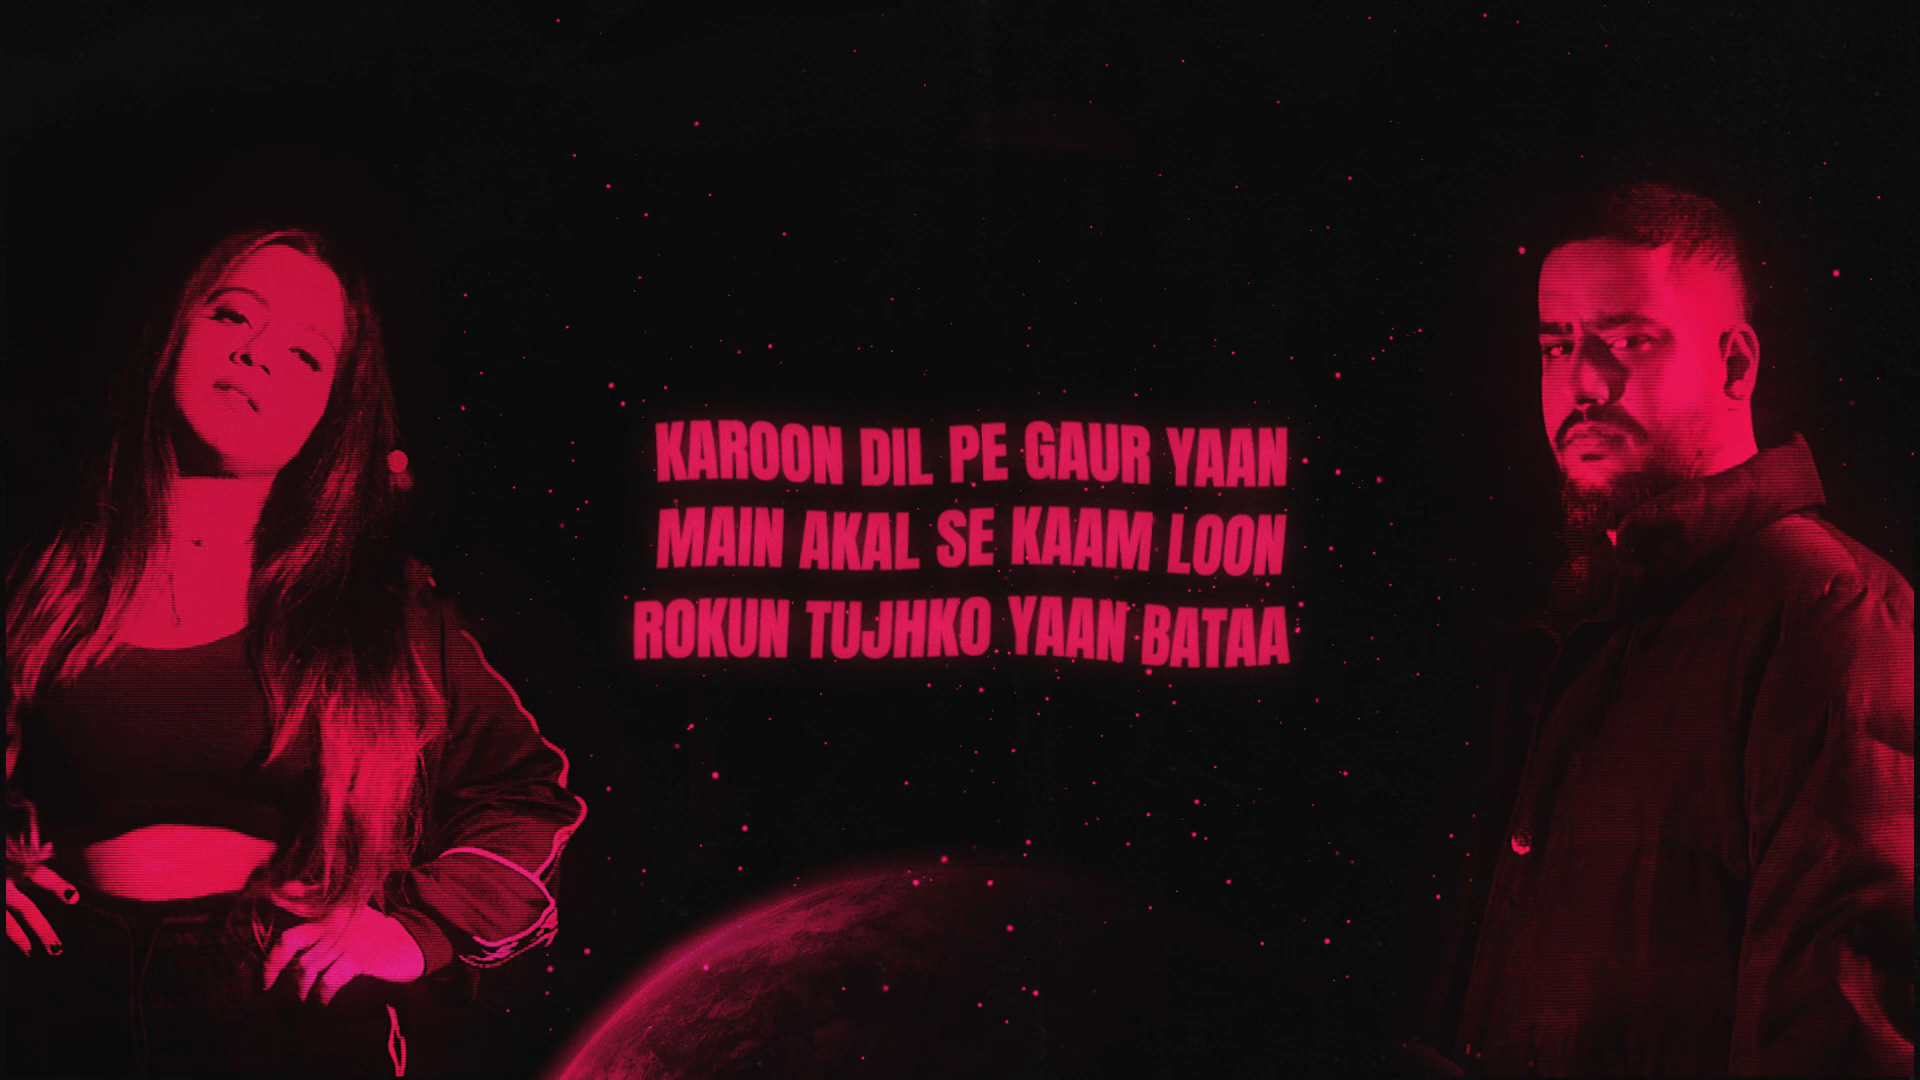 KAROON DIL PE GAUR YAAN
MAIN AKAL SE KAAM LOON
ROKUN TUJHKO YAAN BATAA